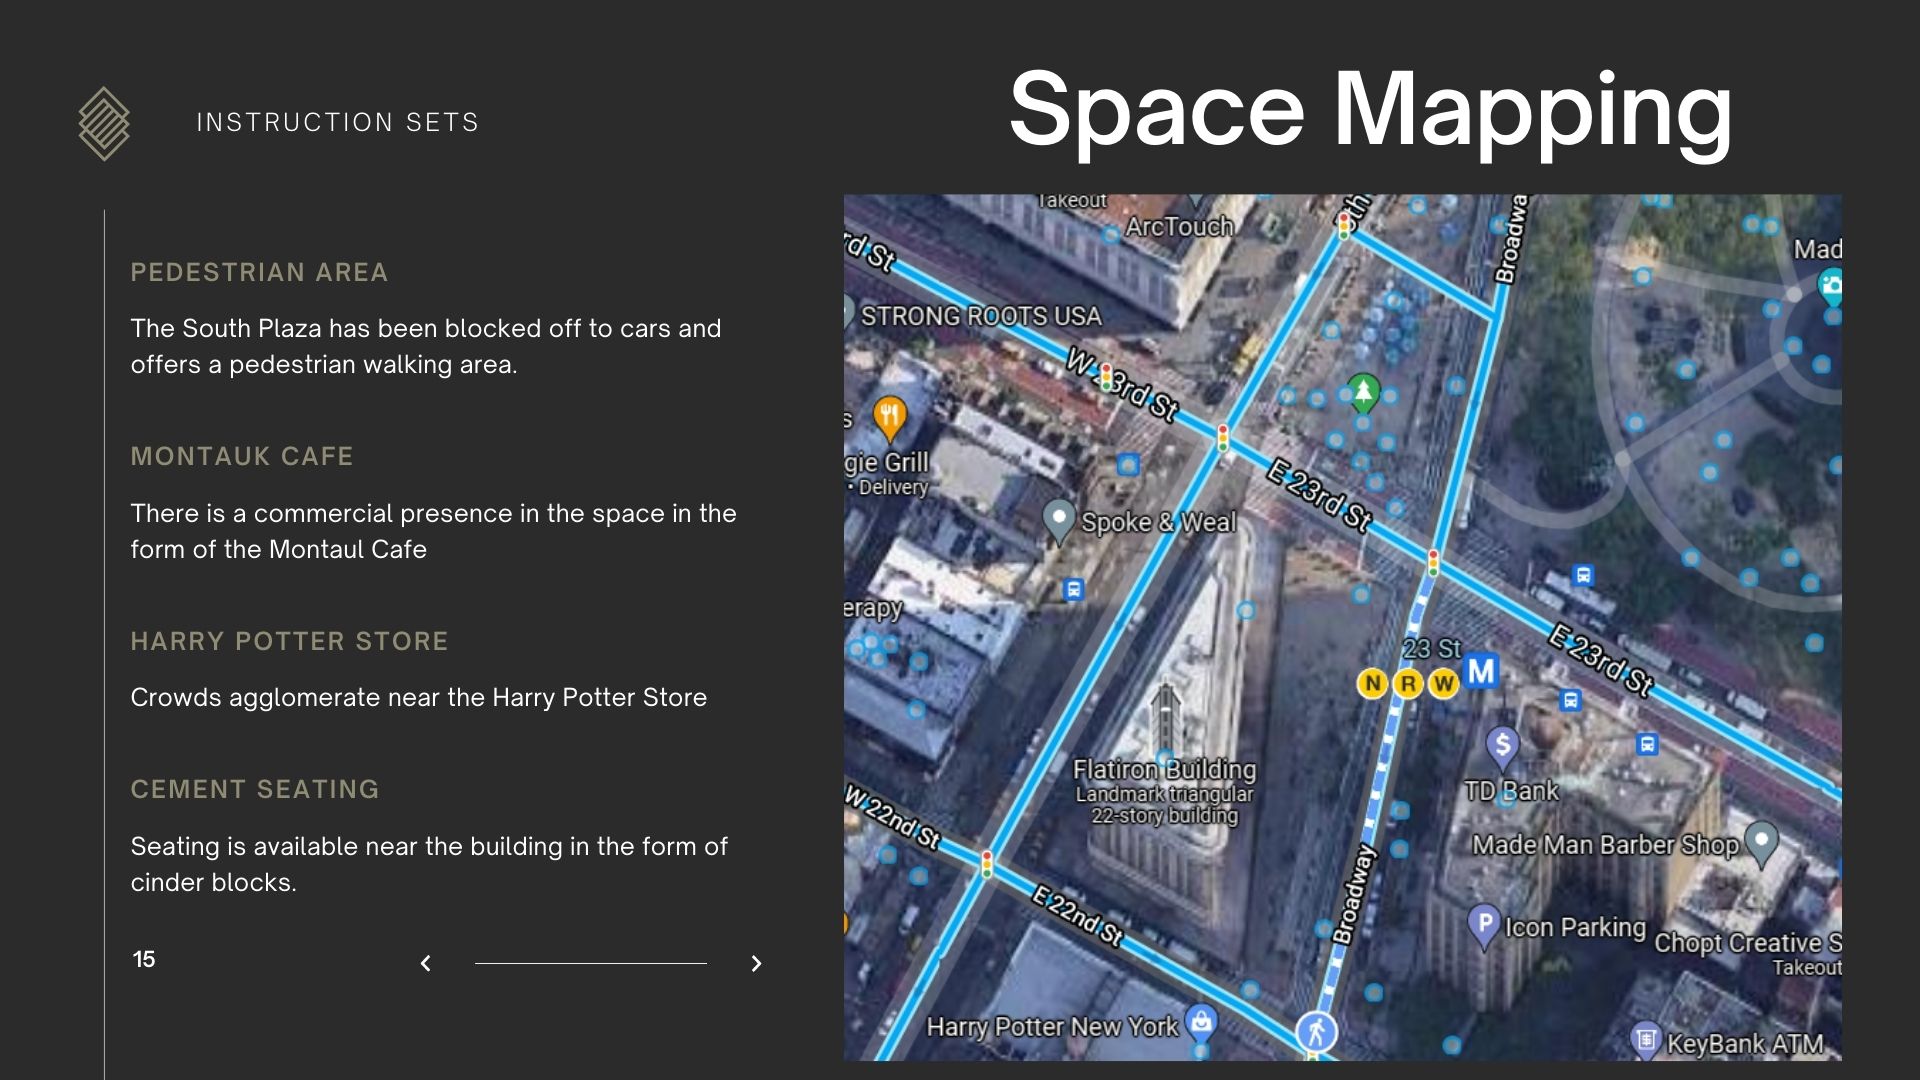 INSTRUCTION SETS
Space Mapping
PEDESTRIAN AREA
The South Plaza has been blocked off to cars and
offers a pedestrian walking area.
MONTAUK CAFE
There is a commercial presence in the space in the
form of the Montaul Cafe
HARRY POTTER STORE
Crowds agglomerate near the Harry Potter Store
CEMENT SEATING
Seating is available near the building in the form of
cinder blocks.
15
Takeout
ArcTouch
5th
Broadwa
Mad
rd St
STRONG ROOTS USA
W 23rd St
s
gie Grill
· Delivery
E 23rd St
Spoke & Weal
erapy
23 St
M
N R W
E 23rd St
Flatiron Building
Landmark triangular
22-story building
TD Bank
W 22nd St
Made Man Barber Shop
Broadway
E 22nd St
P
Icon Parking
Chopt Creative S
Takeout
Harry Potter New York
KeyBank ATM